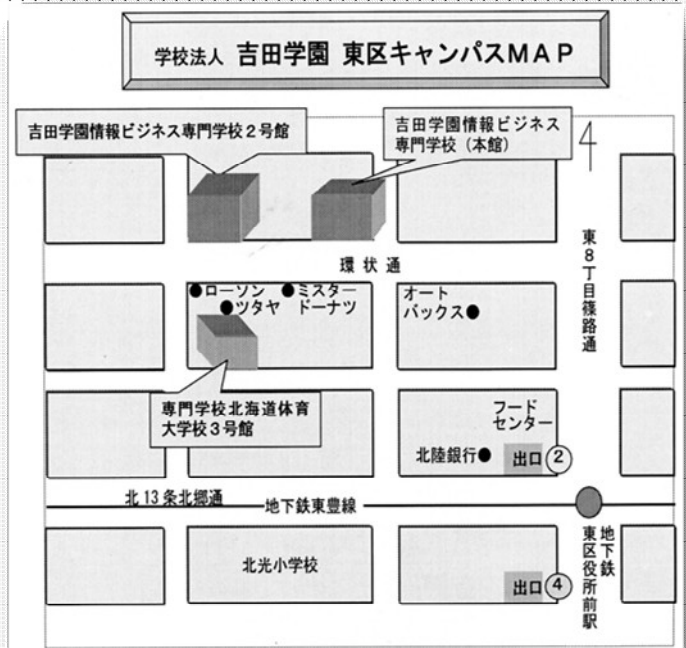 学校法人 吉田学園 東区キャンパスMAP
吉田学園情報ビジネス専門学校2号館
吉田学園情報ビジネス
専門学校(本館)
環状通
東8丁目篠路通
ローソン
ミスター
ドーナツ
ツタヤ
オート
バックス
専門学校北海道体育
大学校3号館
フード
センター
北陸銀行
出口
2
北13条北郷通
地下鉄東豊線
地下鉄
東区役所前駅
北光小学校
出口
4